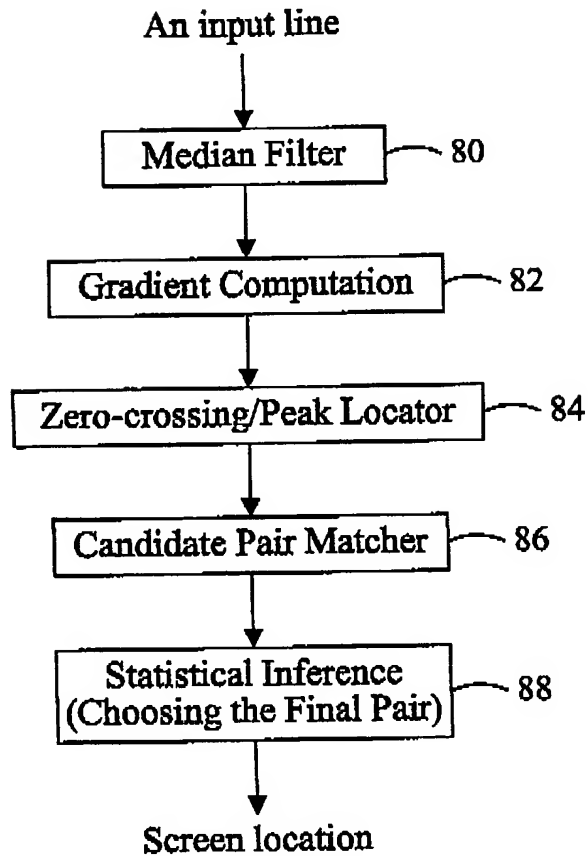 An input line
Median Filter 80
Gradient Computation 82
Zero-crossing/Peak Locator 84
Candidate Pair Matcher 86
Statistical Inference
(Choosing the Final Pair) 88
Screen location